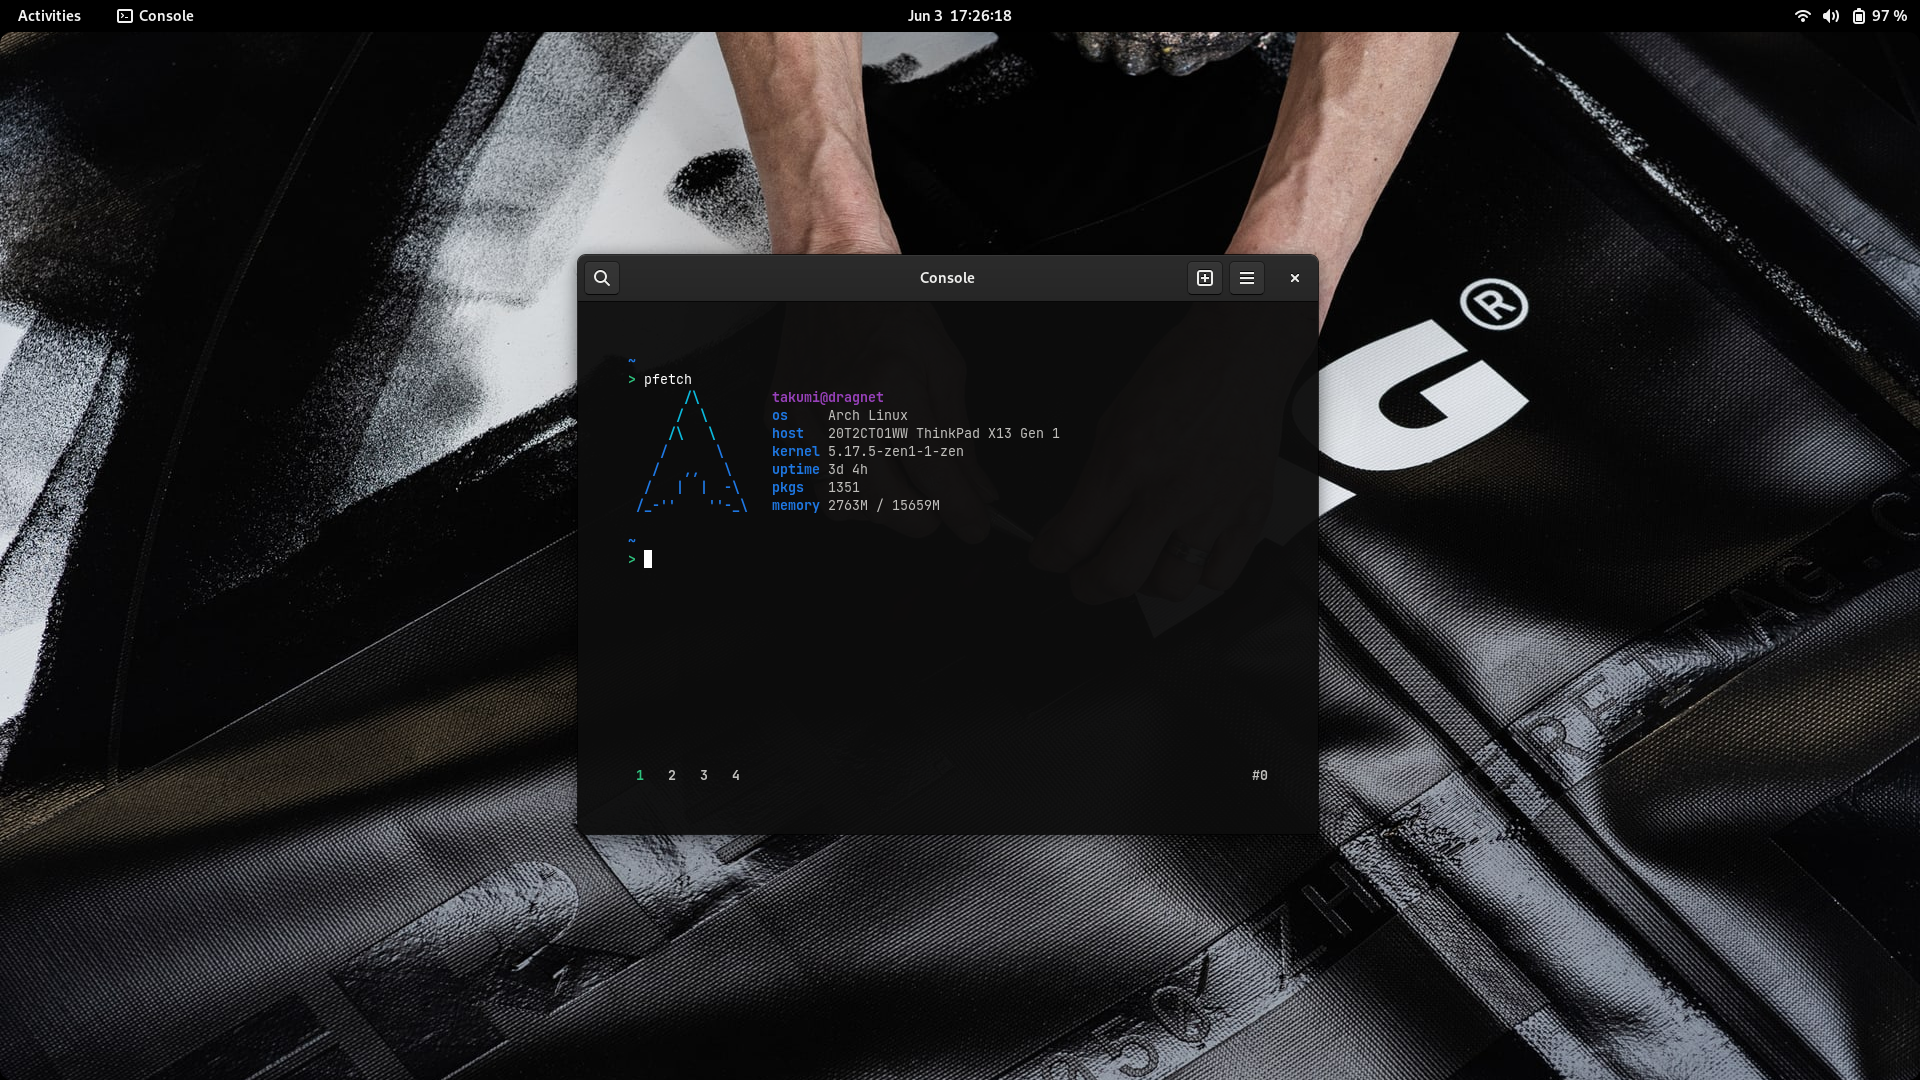 Activities Console Jun 3 17:26:18 97 %
®
Console
~
> pfetch
takumi@dragnet
os Arch Linux
host 20T2CTO1WW ThinkPad X13 Gen 1
kernel 5.17.5-zen1-1-zen
uptime 3d 4h
pkgs 1351
memory 2763M / 15659M
~
>
1 2 3 4 #0